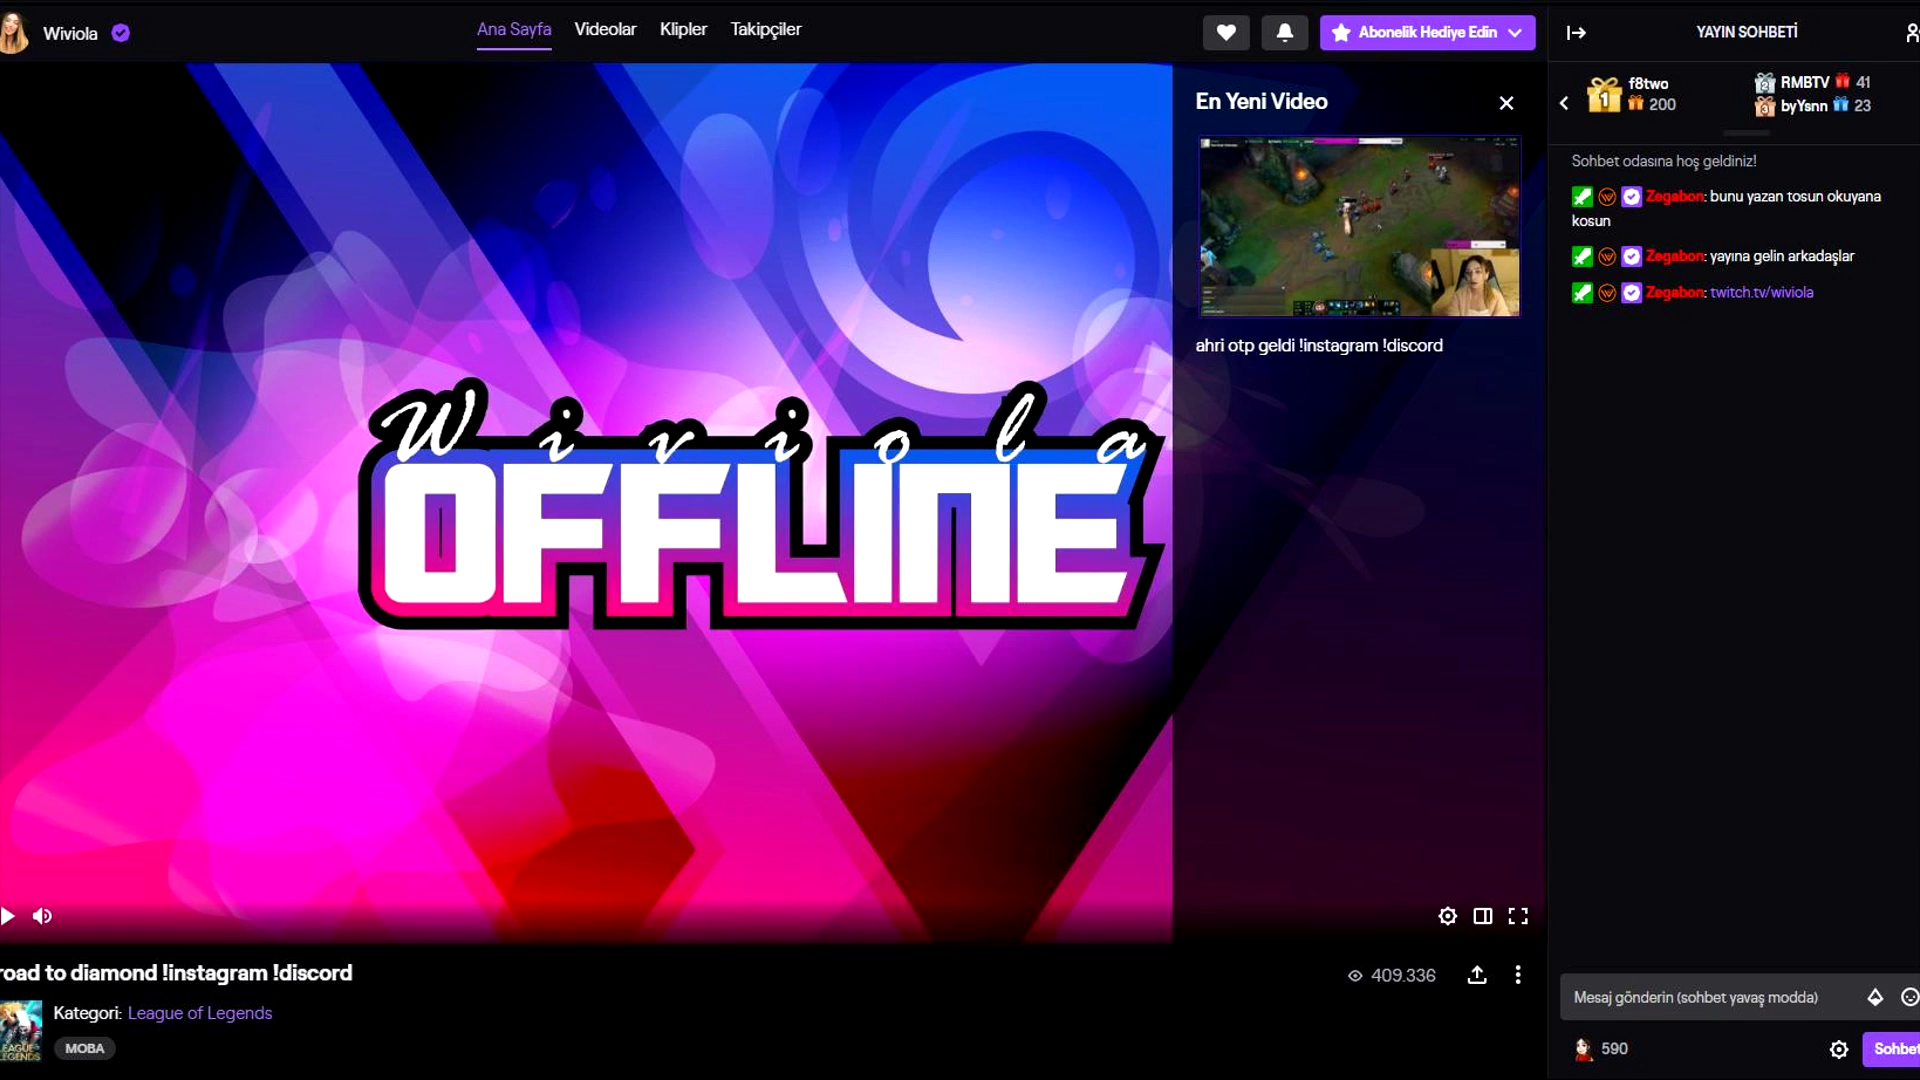 Wiviola
Ana Sayfa
Videolar
Klipler
Takipçiler
Abonelik Hediye Edin
YAYIN SOHBETİ
f8two
200
RMBTV 41
byYsnn 23
En Yeni Video
ahri otp geldi !instagram !discord
Wiviola
OFFLINE
Sohbet odasına hoş geldiniz!
Zegabon: bunu yazan tosun okuyana
kosun
Zegabon: yayına gelin arkadaşlar
Zegabon: twitch.tv/wiviola
road to diamond !instagram !discord
409.336
Kategori: League of Legends
LEAGUE
LEGENDS
MOBA
Mesaj gönderin (sohbet yavaş modda)
590
Sohbet